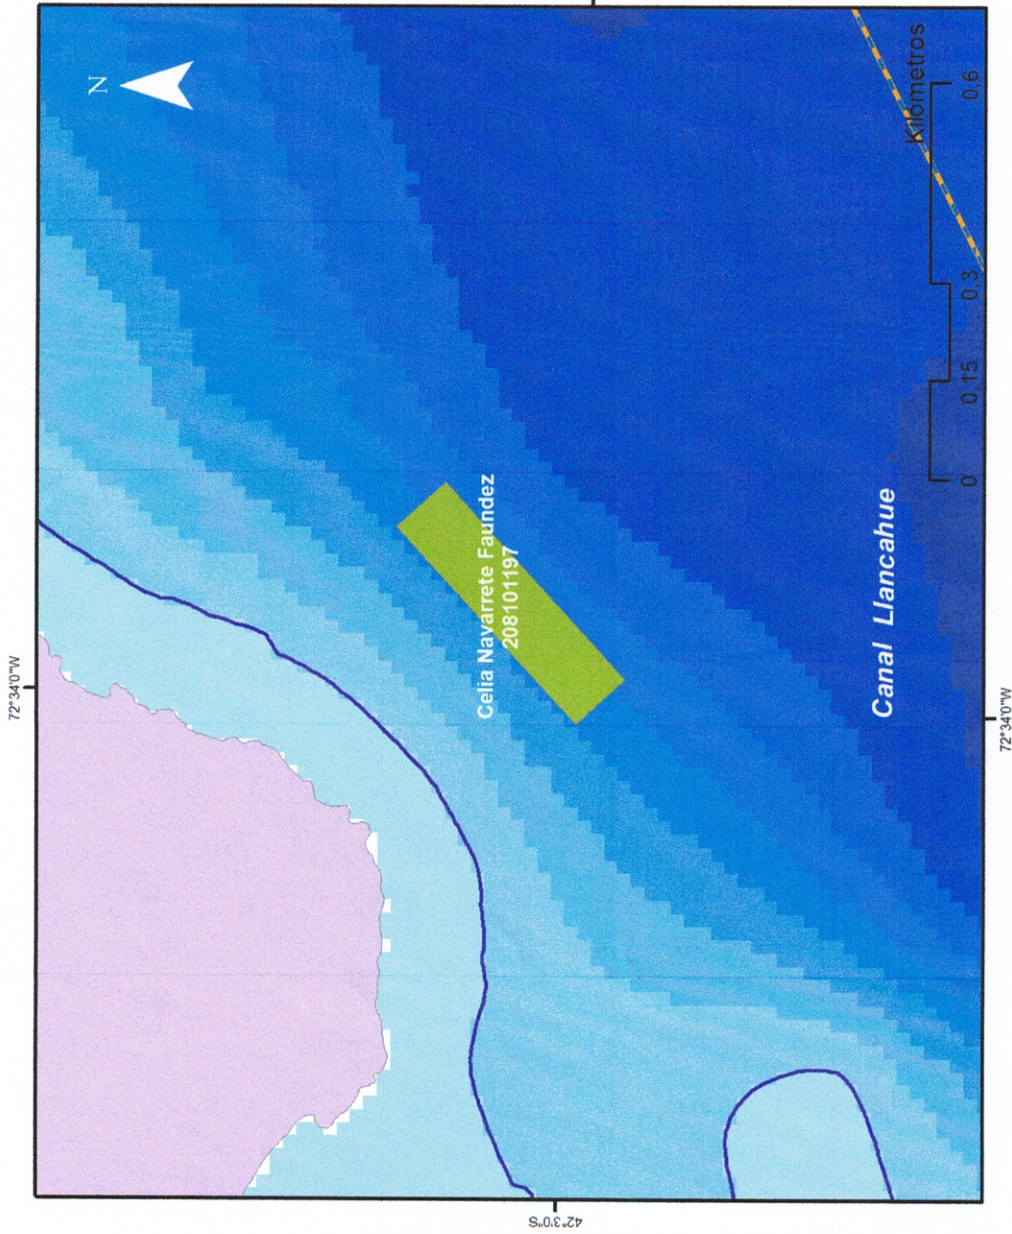 N
72°34'0"W
Celia Navarrete Faundez
208101197
Canal Llancahue
Kilómetros
0 0,15 0,3 0,6
72°34'0"W
42°3'0"S